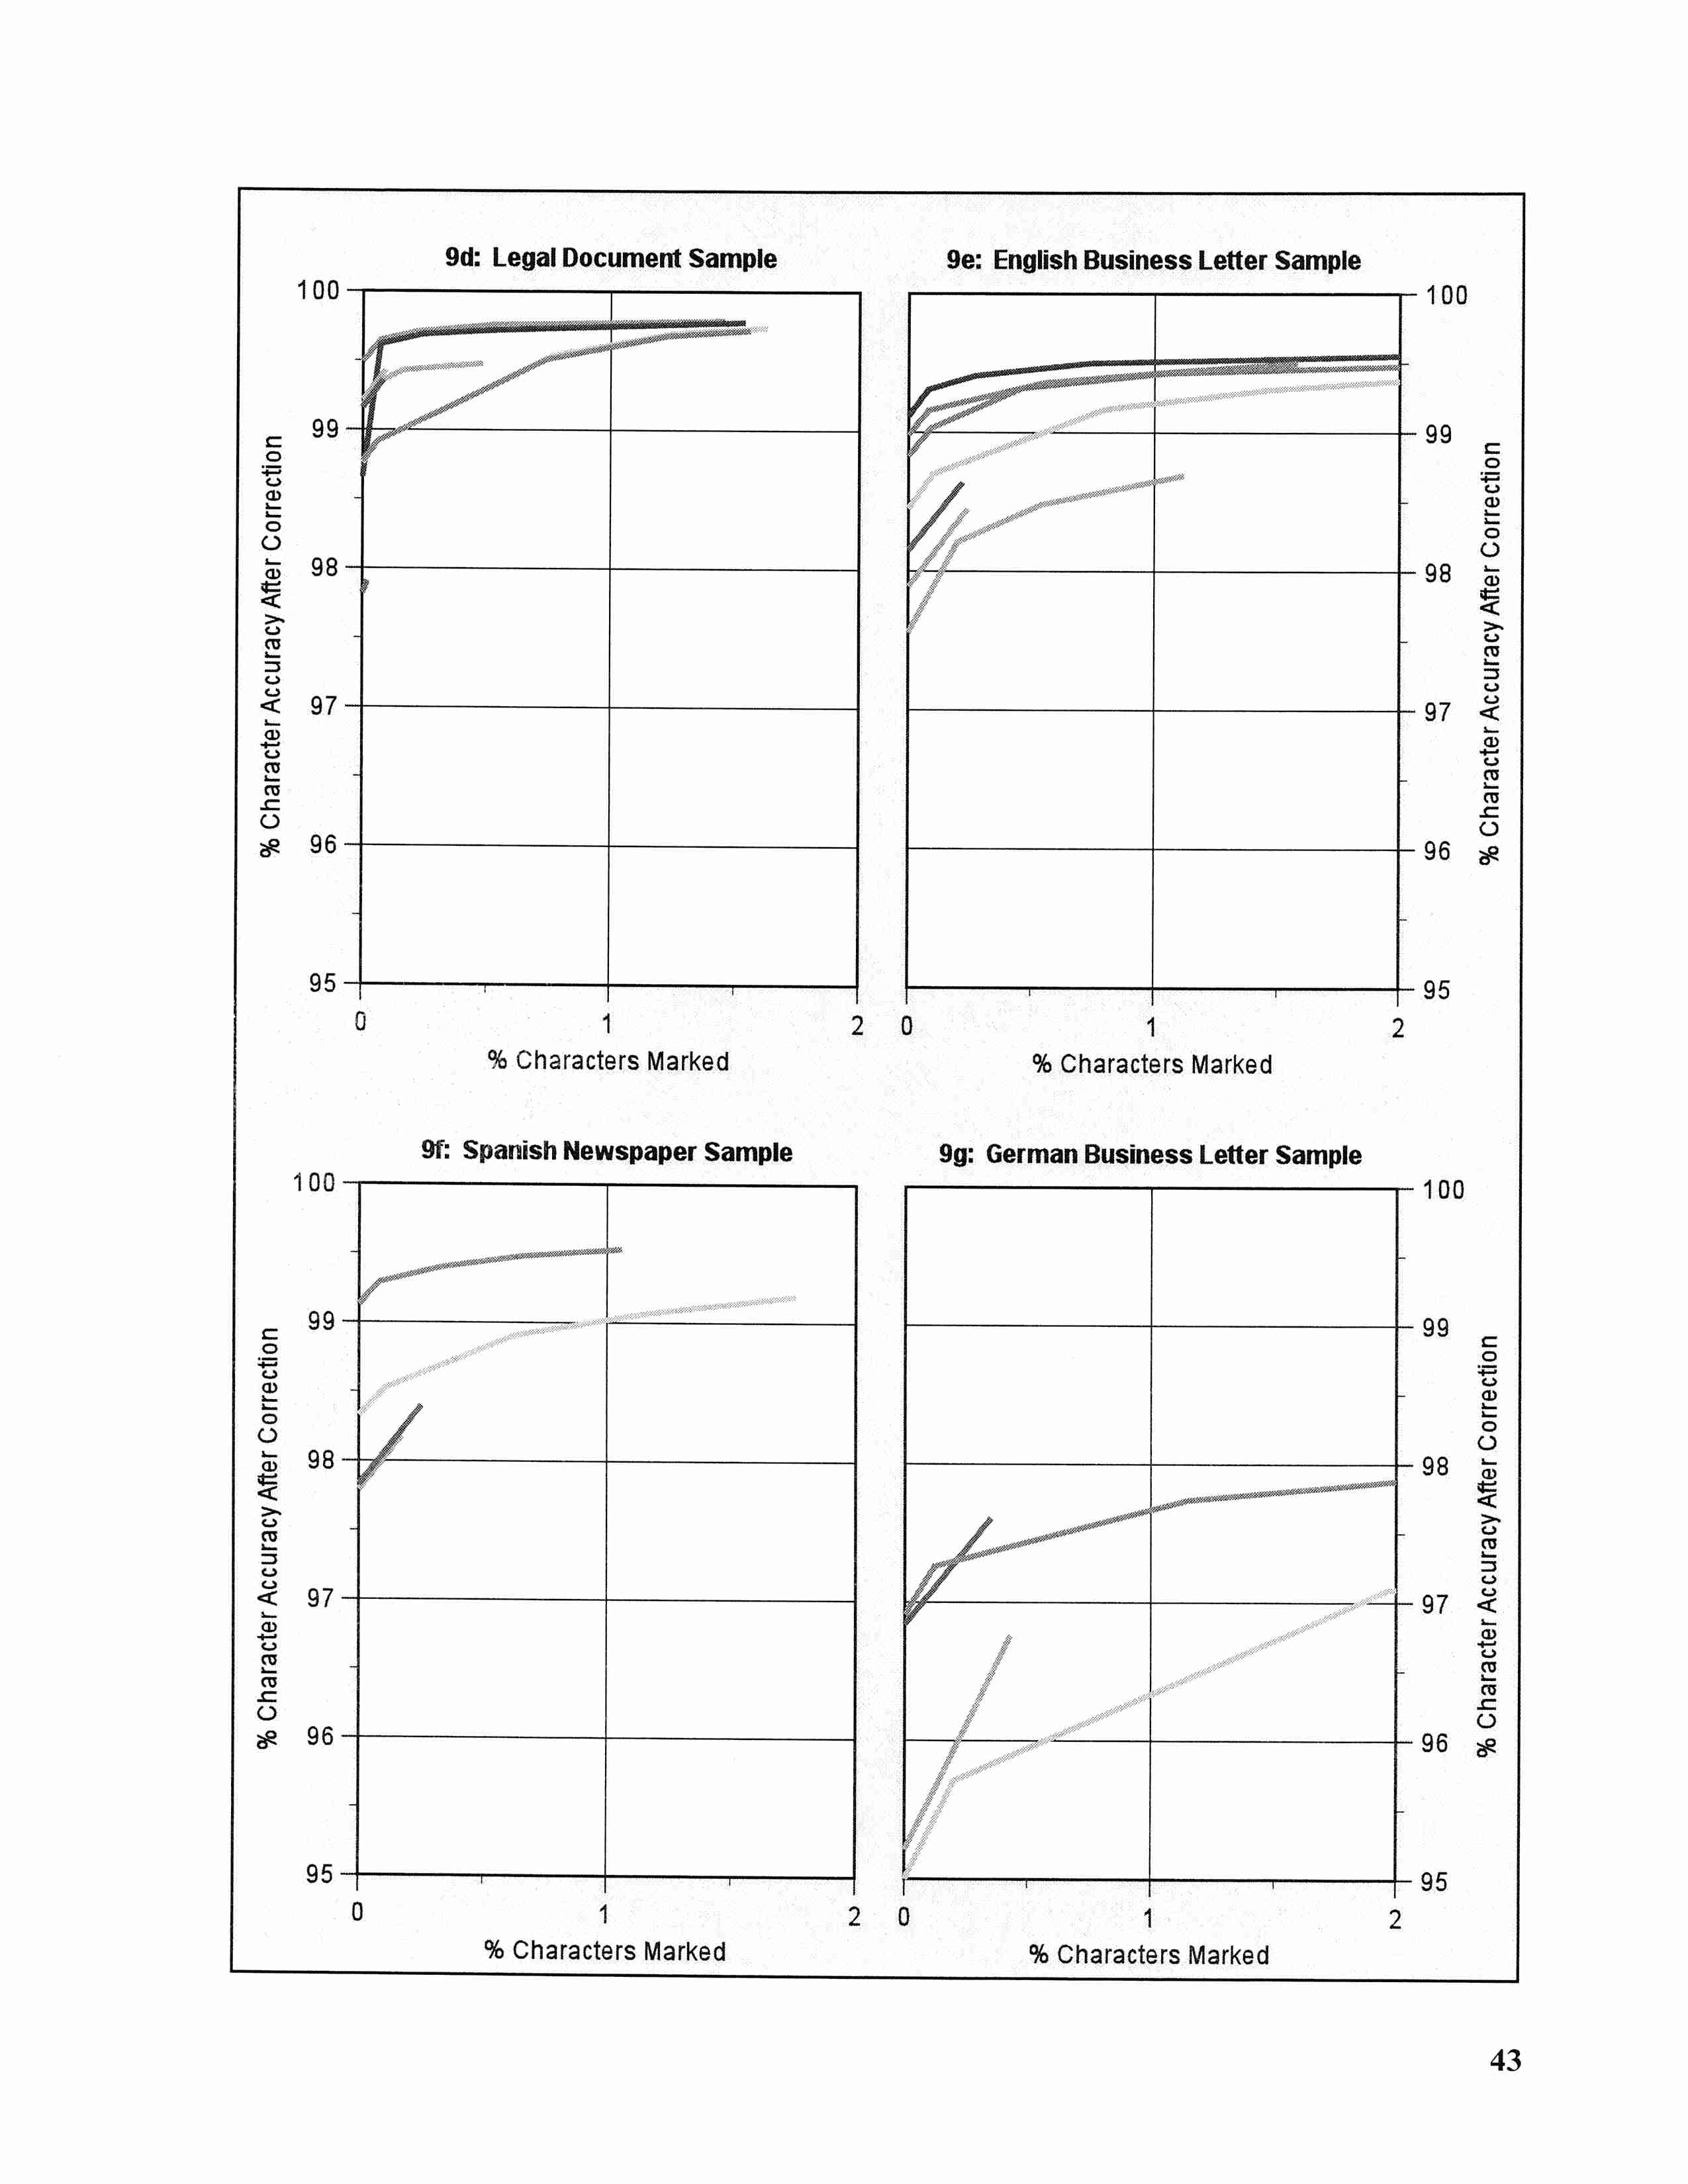 9d: Legal Document Sample
100
99
98
97
96
95
% Character Accuracy After Correction
0 1 2
% Characters Marked
9e: English Business Letter Sample
100
99
98
97
96
95
% Character Accuracy After Correction
0 1 2
% Characters Marked
9f: Spanish Newspaper Sample
100
99
98
97
96
95
% Character Accuracy After Correction
0 1 2
% Characters Marked
9g: German Business Letter Sample
100
99
98
97
96
95
% Character Accuracy After Correction
0 1 2
% Characters Marked
43